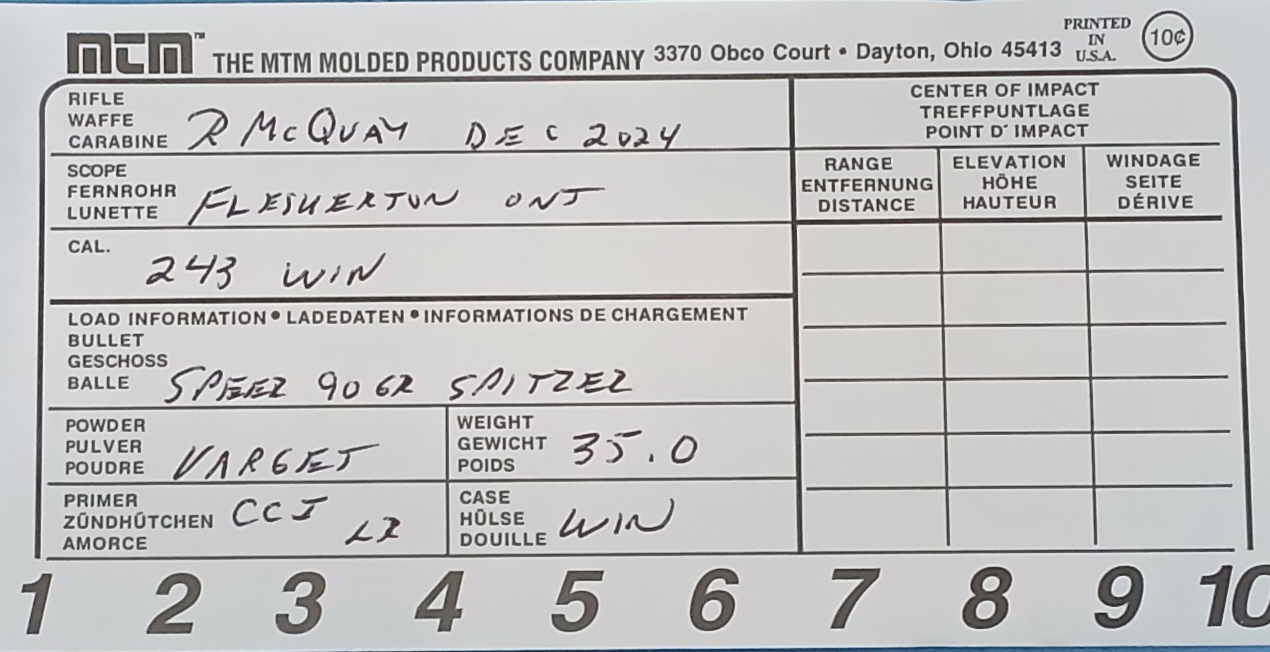 MTM™ THE MTM MOLDED PRODUCTS COMPANY 3370 Obco Court • Dayton, Ohio 45413
PRINTED
IN
U.S.A.
10¢
RIFLE
WAFFE
CARABINE
R McQUAY DEC 2024
SCOPE
FERNROHR
LUNETTE
FLESHERTON ONT
CAL.
243 WIN
LOAD INFORMATION • LADEDATEN • INFORMATIONS DE CHARGEMENT
BULLET
GESCHOSS
BALLE
SPEER 90 GR SPITZER
POWDER
PULVER
POUDRE
VARGET
WEIGHT
GEWICHT
POIDS
35.0
PRIMER
ZÜNDHÜTCHEN
AMORCE
CCI
LR
CASE
HÜLSE
DOUILLE
WIN
CENTER OF IMPACT
TREFFPUNTLAGE
POINT D' IMPACT
RANGE
ENTFERNUNG
DISTANCE
ELEVATION
HÖHE
HAUTEUR
WINDAGE
SEITE
DÉRIVE
1 2 3 4 5 6 7 8 9 10